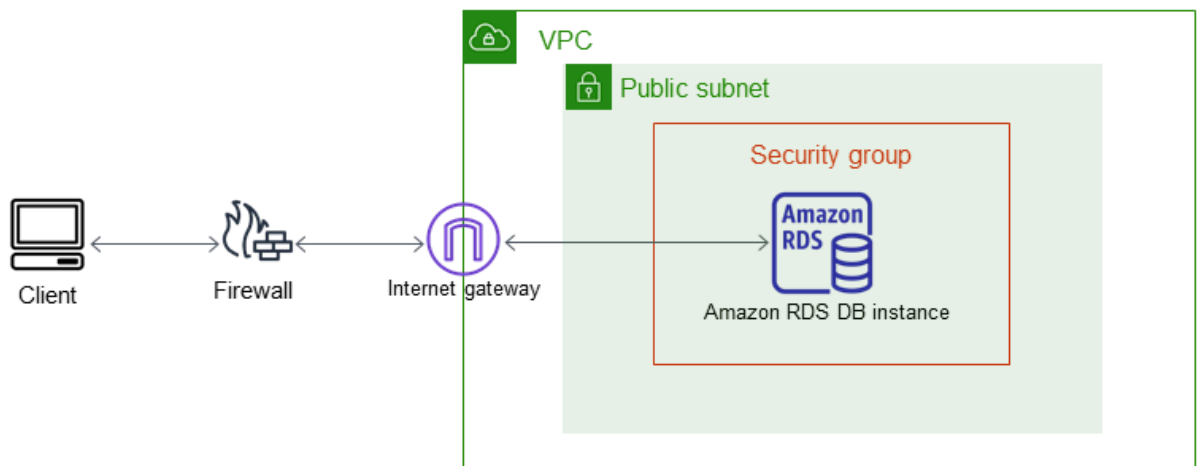 VPC
Public subnet
Security group
Amazon
RDS
Client
Firewall
Internet gateway
Amazon RDS DB instance